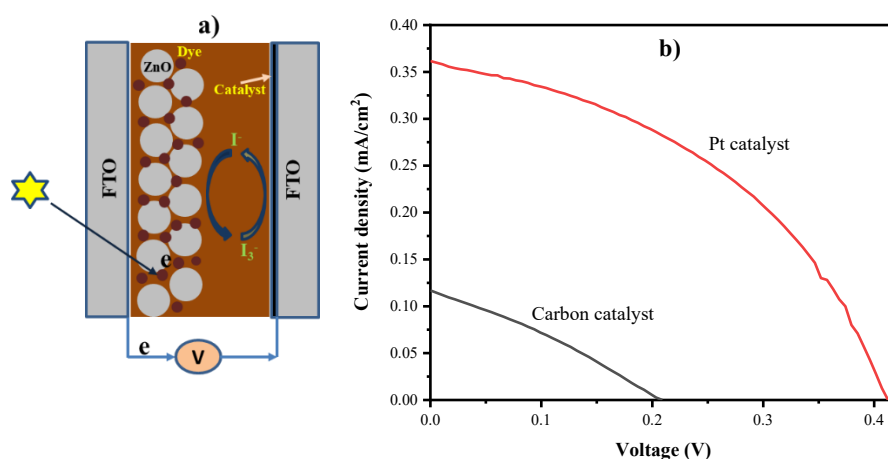 a)
Dye
ZnO
Catalyst
FTO
I⁻
FTO
I₃⁻
e
e
V
b)
Current density (mA/cm²)
0.40
0.35
0.30
0.25
0.20
0.15
0.10
0.05
0.00
Pt catalyst
Carbon catalyst
0.0 0.1 0.2 0.3 0.4
Voltage (V)